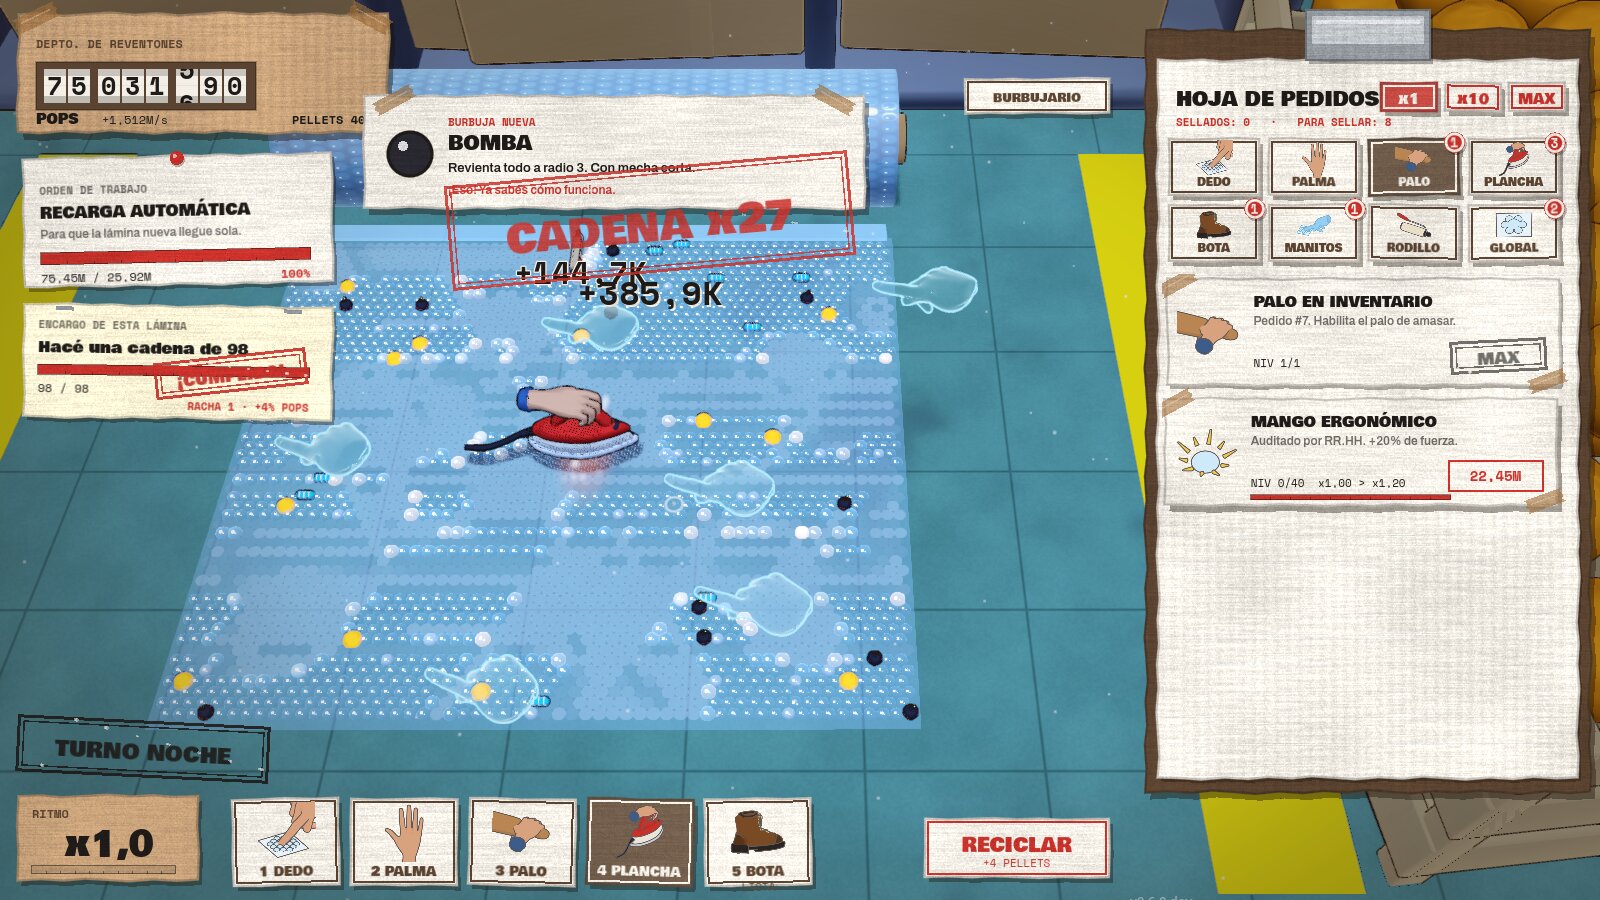 DEPTO. DE REVENTONES
75 031 90
POPS +1,512M/s PELLETS 40
ORDEN DE TRABAJO
RECARGA AUTOMÁTICA
Para que la lámina nueva llegue sola.
75,45M / 25,92M 100%
ENCARGO DE ESTA LÁMINA
Hacé una cadena de 98
98 / 98
RACHA 1 · +4% POPS
BURBUJA NUEVA
BOMBA
Revienta todo a radio 3. Con mecha corta.
Eso. Ya sabés cómo funciona.
CADENA x27
+144,7K
+385,9K
BURBUJARIO
HOJA DE PEDIDOS x1 x10 MAX
SELLADOS: 0 · PARA SELLAR: 8
DEDO
PALMA
PALO 1
PLANCHA 3
BOTA 1
MANITOS 1
RODILLO
GLOBAL 2
PALO EN INVENTARIO
Pedido #7. Habilita el palo de amasar.
NIV 1/1
MAX
MANGO ERGONÓMICO
Auditado por RR.HH. +20% de fuerza.
NIV 0/40 x1,00 > x1,20
22,45M
TURNO NOCHE
RITMO
x1,0
1 DEDO
2 PALMA
3 PALO
4 PLANCHA
5 BOTA
RECICLAR
+4 PELLETS